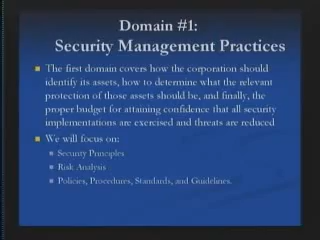 Domain #1:
Security Management Practices
The first domain covers how the corporation should
identify its assets, how to determine what the relevant
protection of those assets should be, and finally, the
proper budget for attaining confidence that all security
implementations are exercised and threats are reduced
We will focus on:
Security Principles
Risk Analysis
Policies, Procedures, Standards, and Guidelines.